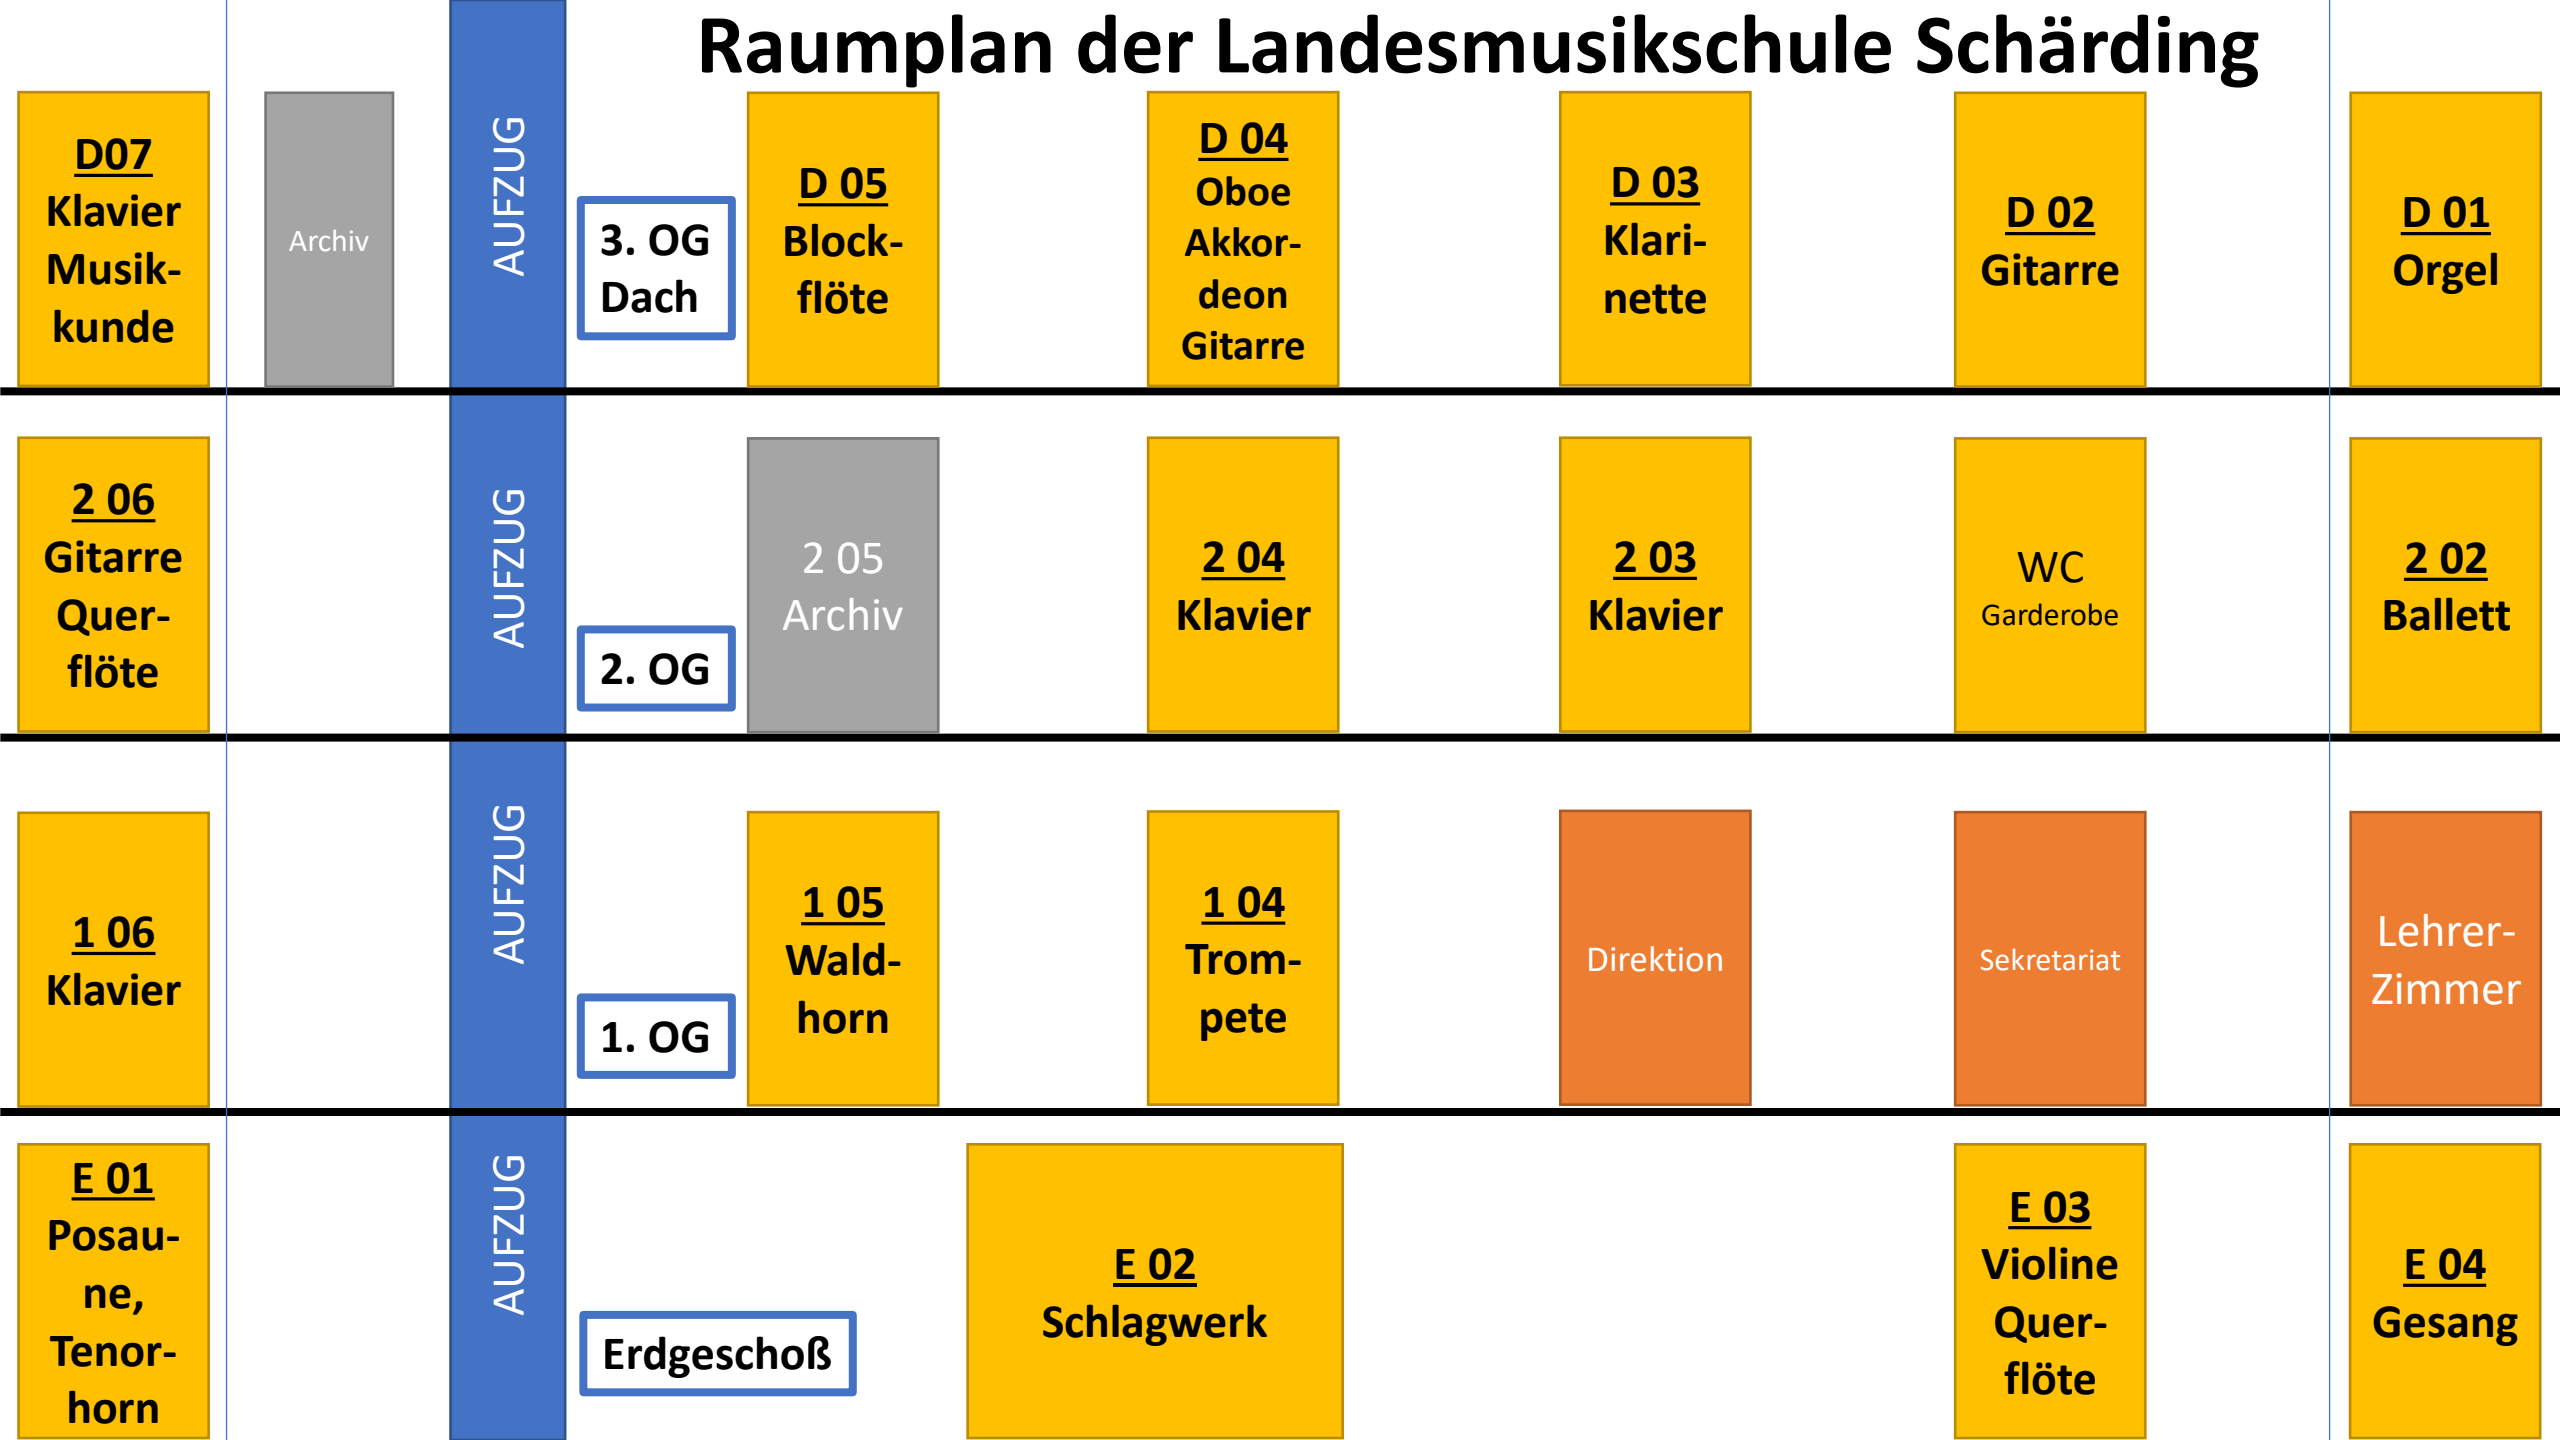 Raumplan der Landesmusikschule Schärding
D07
Klavier
Musik-
kunde
Archiv
AUFZUG
3. OG
Dach
D 05
Block-
flöte
D 04
Oboe
Akkor-
deon
Gitarre
D 03
Klari-
nette
D 02
Gitarre
D 01
Orgel
2 06
Gitarre
Quer-
flöte
AUFZUG
2. OG
2 05
Archiv
2 04
Klavier
2 03
Klavier
WC
Garderobe
2 02
Ballett
1 06
Klavier
AUFZUG
1. OG
1 05
Wald-
horn
1 04
Trom-
pete
Direktion
Sekretariat
Lehrer-
Zimmer
E 01
Posau-
ne,
Tenor-
horn
AUFZUG
Erdgeschoß
E 02
Schlagwerk
E 03
Violine
Quer-
flöte
E 04
Gesang